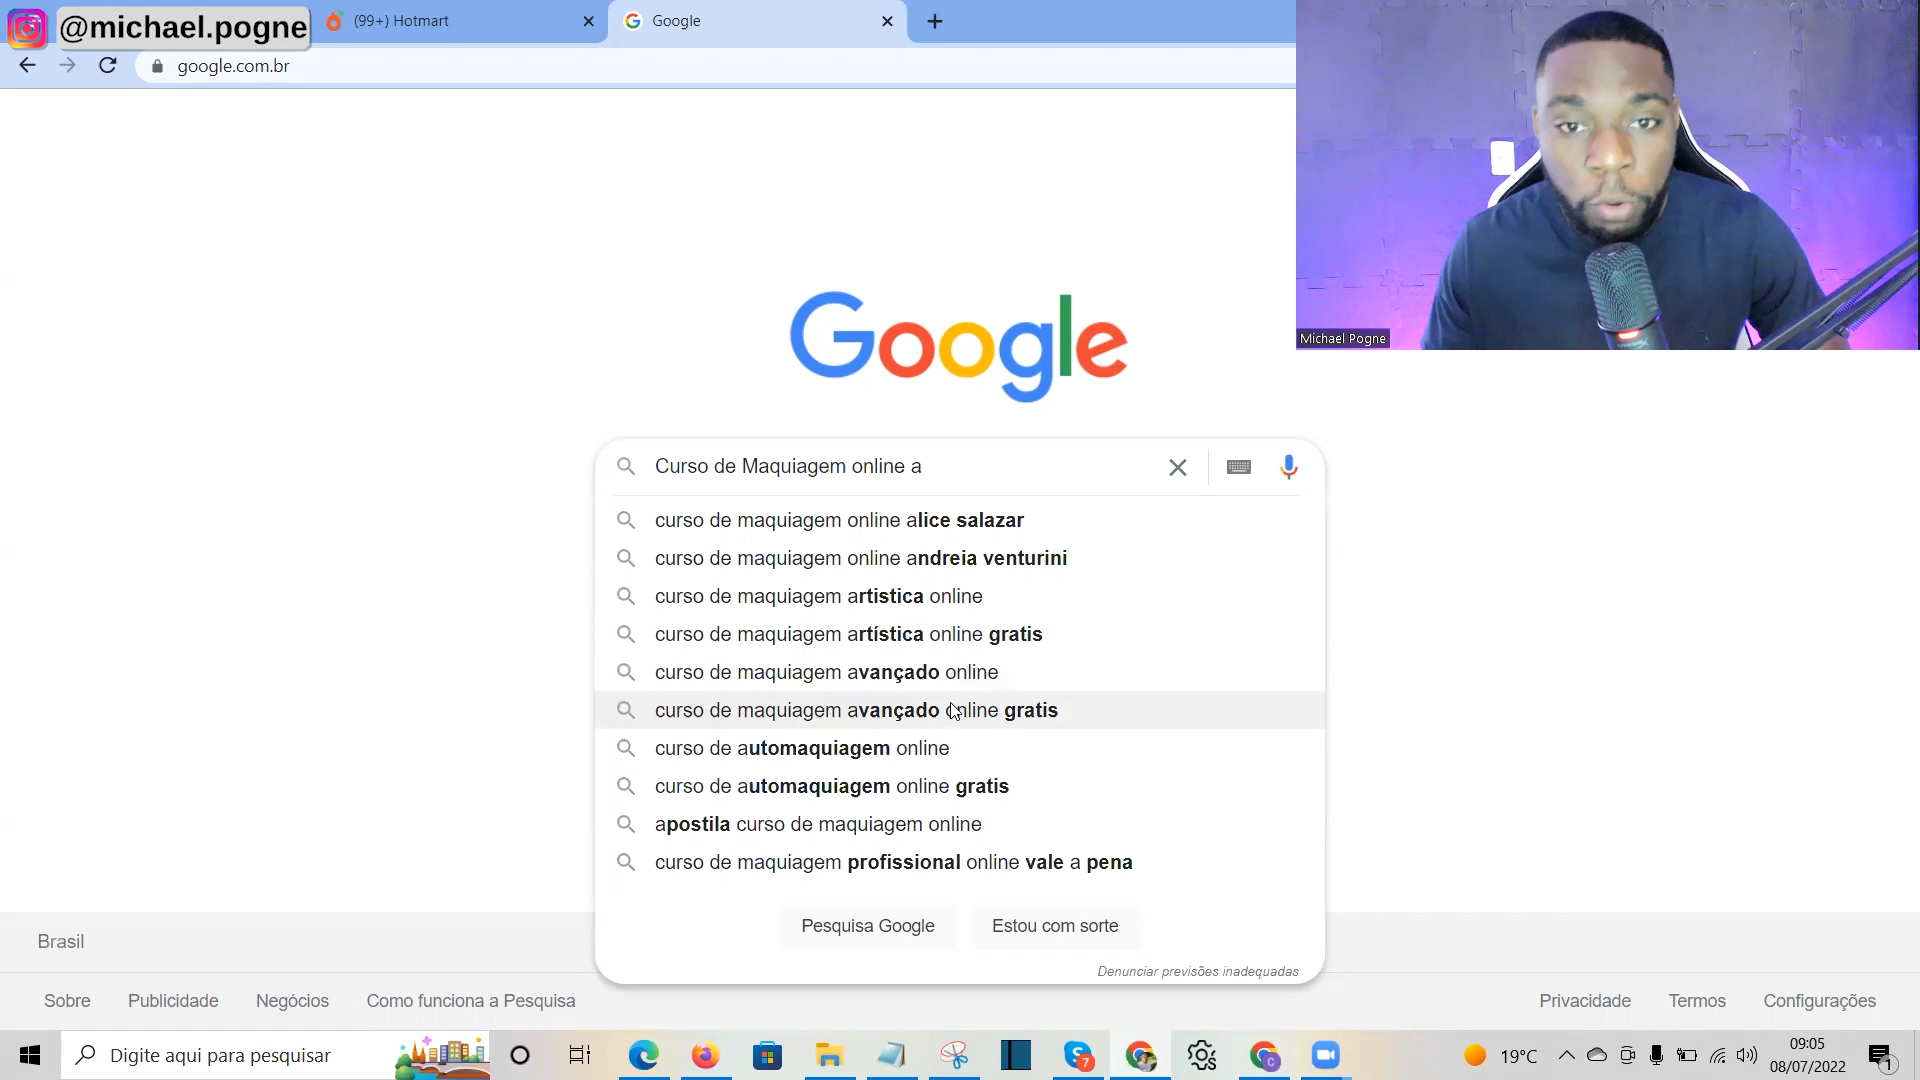 @michael.pogne
(99+) Hotmart
Google
google.com.br
Michael Pogne
Google
Curso de Maquiagem online a
curso de maquiagem online alice salazar
curso de maquiagem online andreia venturini
curso de maquiagem artistica online
curso de maquiagem artística online gratis
curso de maquiagem avançado online
curso de maquiagem avançado online gratis
curso de automaquiagem online
curso de automaquiagem online gratis
apostila curso de maquiagem online
curso de maquiagem profissional online vale a pena
Pesquisa Google
Estou com sorte
Denunciar previsões inadequadas
Brasil
Sobre
Publicidade
Negócios
Como funciona a Pesquisa
Privacidade
Termos
Configurações
Digite aqui para pesquisar
7
C
19°C
09:05
08/07/2022
1